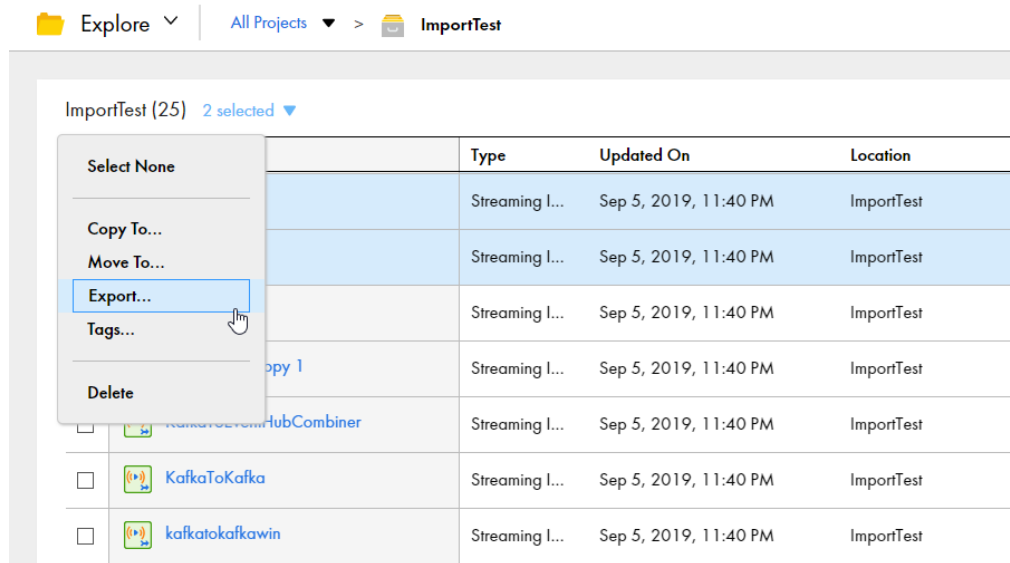 Explore All Projects > ImportTest
ImportTest (25) 2 selected
Select None
Copy To...
Move To...
Export...
Tags...
Delete
Type Updated On Location
Streaming I... Sep 5, 2019, 11:40 PM ImportTest
Streaming I... Sep 5, 2019, 11:40 PM ImportTest
Streaming I... Sep 5, 2019, 11:40 PM ImportTest
opy 1 Streaming I... Sep 5, 2019, 11:40 PM ImportTest
KafkaToEventHubCombiner Streaming I... Sep 5, 2019, 11:40 PM ImportTest
KafkaToKafka Streaming I... Sep 5, 2019, 11:40 PM ImportTest
kafkatokafkawin Streaming I... Sep 5, 2019, 11:40 PM ImportTest